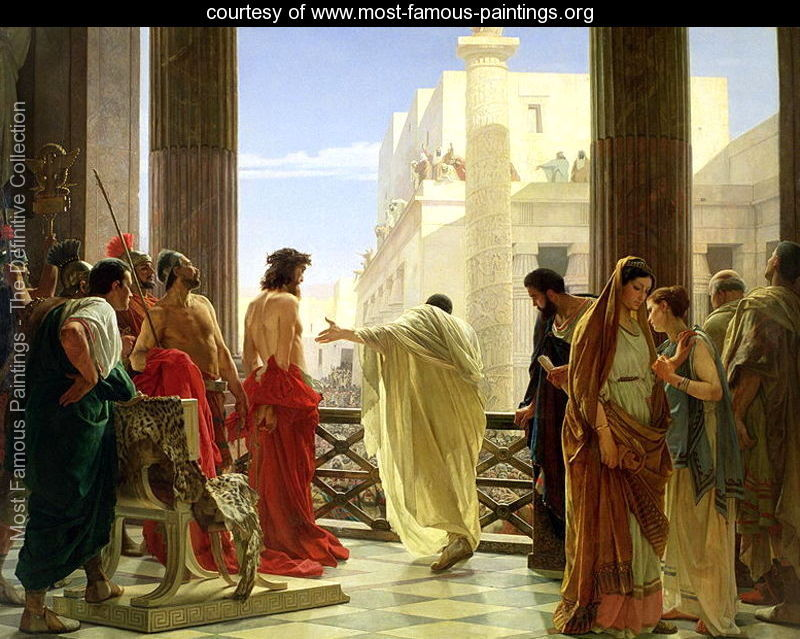 courtesy of www.most-famous-paintings.org
Most Famous Paintings - The Definitive Collection